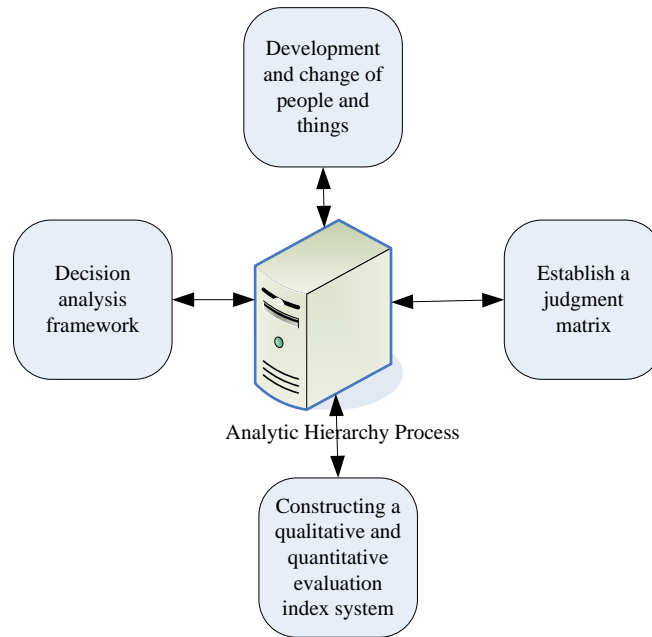 Development
and change of
people and
things
Decision
analysis
framework
Establish a
judgment
matrix
Analytic Hierarchy Process
Constructing a
qualitative and
quantitative
evaluation
index system